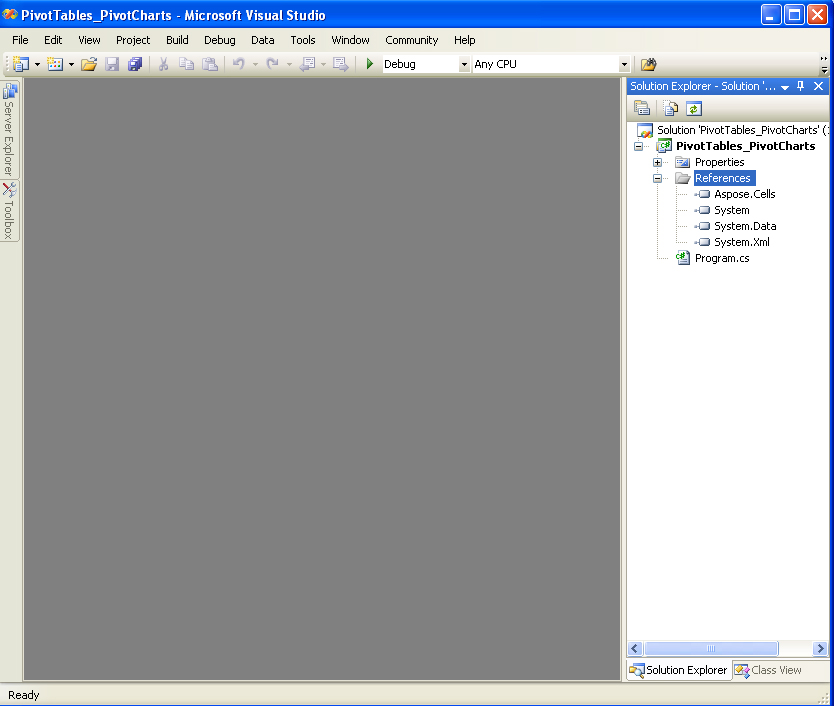 PivotTables_PivotCharts - Microsoft Visual Studio
File Edit View Project Build Debug Data Tools Window Community Help
Debug Any CPU
Server Explorer
Toolbox
Solution Explorer - Solution '...
Solution 'PivotTables_PivotCharts' (
PivotTables_PivotCharts
Properties
References
Aspose.Cells
System
System.Data
System.Xml
Program.cs
Solution Explorer Class View
Ready